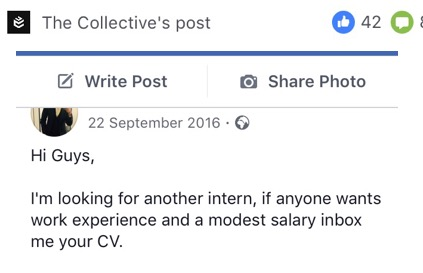 The Collective's post 42
Write Post Share Photo
22 September 2016 ·
Hi Guys,
I'm looking for another intern, if anyone wants
work experience and a modest salary inbox
me your CV.